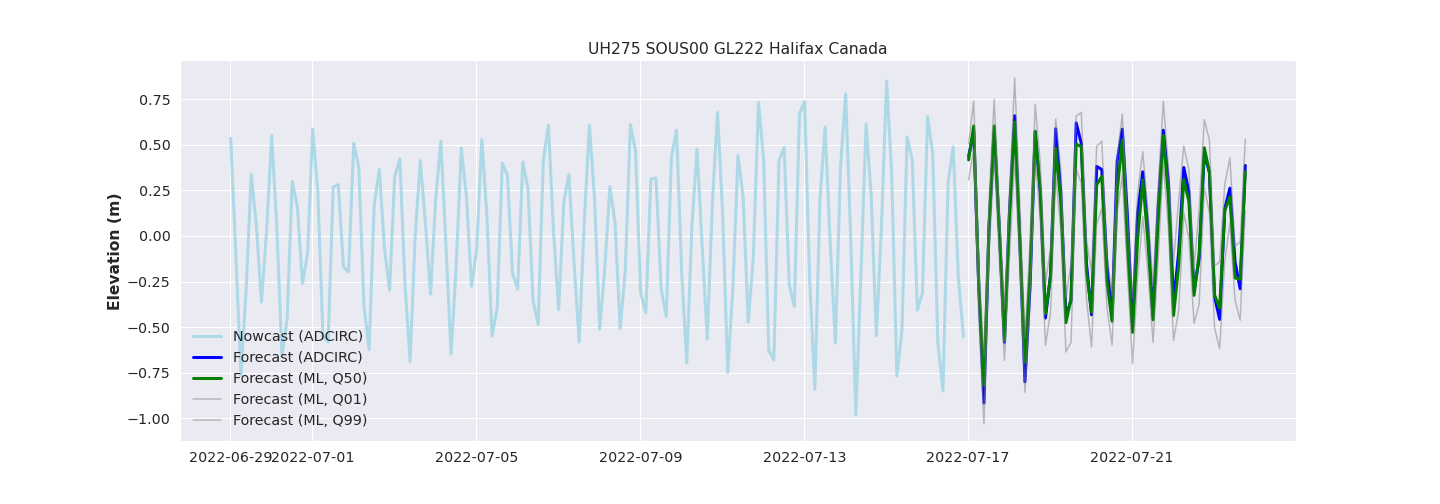 UH275 SOUS00 GL222 Halifax Canada
Elevation (m)
0.75
0.50
0.25
0.00
−0.25
−0.50
−0.75
−1.00
Nowcast (ADCIRC)
Forecast (ADCIRC)
Forecast (ML, Q50)
Forecast (ML, Q01)
Forecast (ML, Q99)
2022-06-29 2022-07-01 2022-07-05 2022-07-09 2022-07-13 2022-07-17 2022-07-21